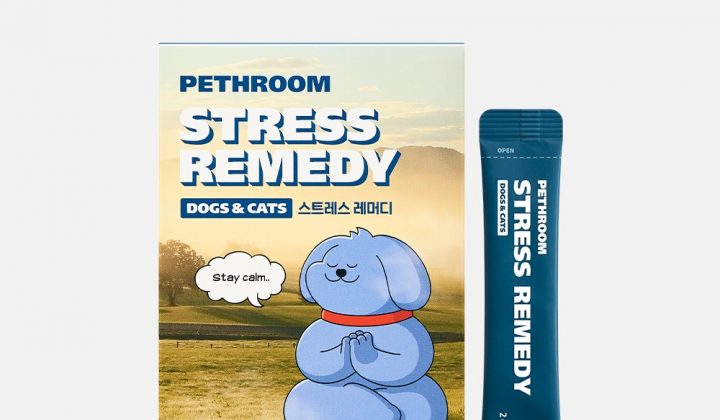 PETHROOM
STRESS
REMEDY
DOGS & CATS 스트레스 레머디
Stay calm..
OPEN
PETHROOM
STRESS REMEDY
DOGS & CATS